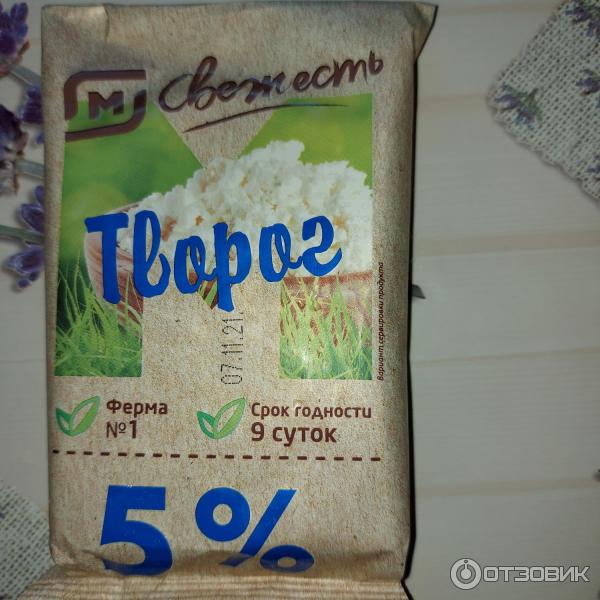 М Свежесть
Творог
Вариант сервировки продукта
07.11.21
Ферма
№1
Срок годности
9 суток
5%
ОТЗОВИК